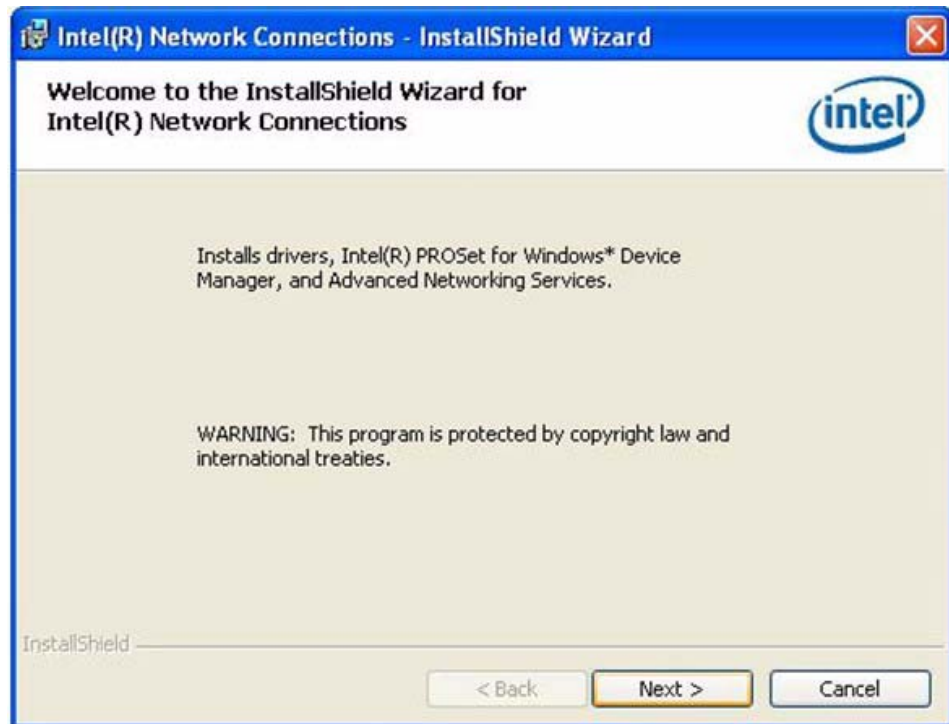 Intel(R) Network Connections - InstallShield Wizard
Welcome to the InstallShield Wizard for
Intel(R) Network Connections
intel
Installs drivers, Intel(R) PROSet for Windows* Device
Manager, and Advanced Networking Services.
WARNING:  This program is protected by copyright law and
international treaties.
InstallShield
< Back
Next >
Cancel